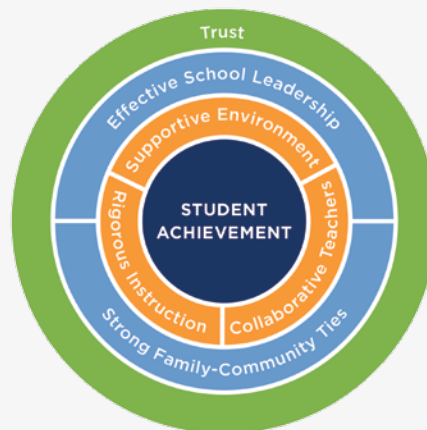 Trust
Effective School Leadership
Supportive Environment
STUDENT
ACHIEVEMENT
Rigorous Instruction
Collaborative Teachers
Strong Family-Community Ties